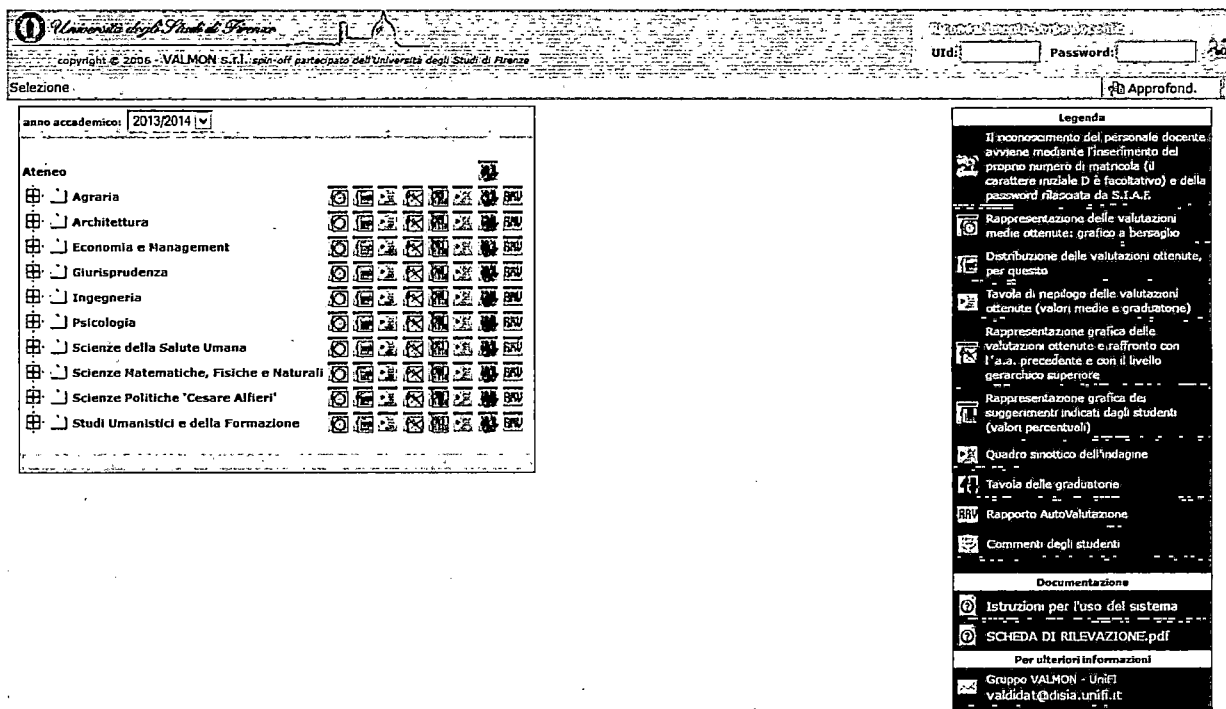 Università degli Studi di Firenze
copyright © 2006 - VALMON S.r.l. spin-off partecipato dell'Università degli Studi di Firenze
UId:
Password:
Selezione
Approfond.
anno accademico: 2013/2014
Ateneo
Agraria
Architettura
Economia e Management
Giurisprudenza
Ingegneria
Psicologia
Scienze della Salute Umana
Scienze Matematiche, Fisiche e Naturali
Scienze Politiche 'Cesare Alfieri'
Studi Umanistici e della Formazione
Legenda
Il riconoscimento del personale docente
avviene mediante l'inserimento del
proprio numero di matricola (il
carattere iniziale D è facoltativo) e della
password rilasciata da S.I.A.F.
Rappresentazione delle valutazioni
medie ottenute: grafico a bersaglio
Distribuzione delle valutazioni ottenute,
per quesito
Tavola di riepilogo delle valutazioni
ottenute (valori medie e graduatorie)
Rappresentazione grafica delle
valutazioni ottenute e raffronto con
l'a.a. precedente e con il livello
gerarchico superiore
Rappresentazione grafica dei
suggerimenti indicati dagli studenti
(valori percentuali)
Quadro sinottico dell'indagine
Tavola delle graduatorie
RAV Rapporto AutoValutazione
Commenti degli studenti
Documentazione
Istruzioni per l'uso del sistema
SCHEDA DI RILEVAZIONE.pdf
Per ulteriori informazioni
Gruppo VALMON - UniFI
valdidat@disia.unifi.it